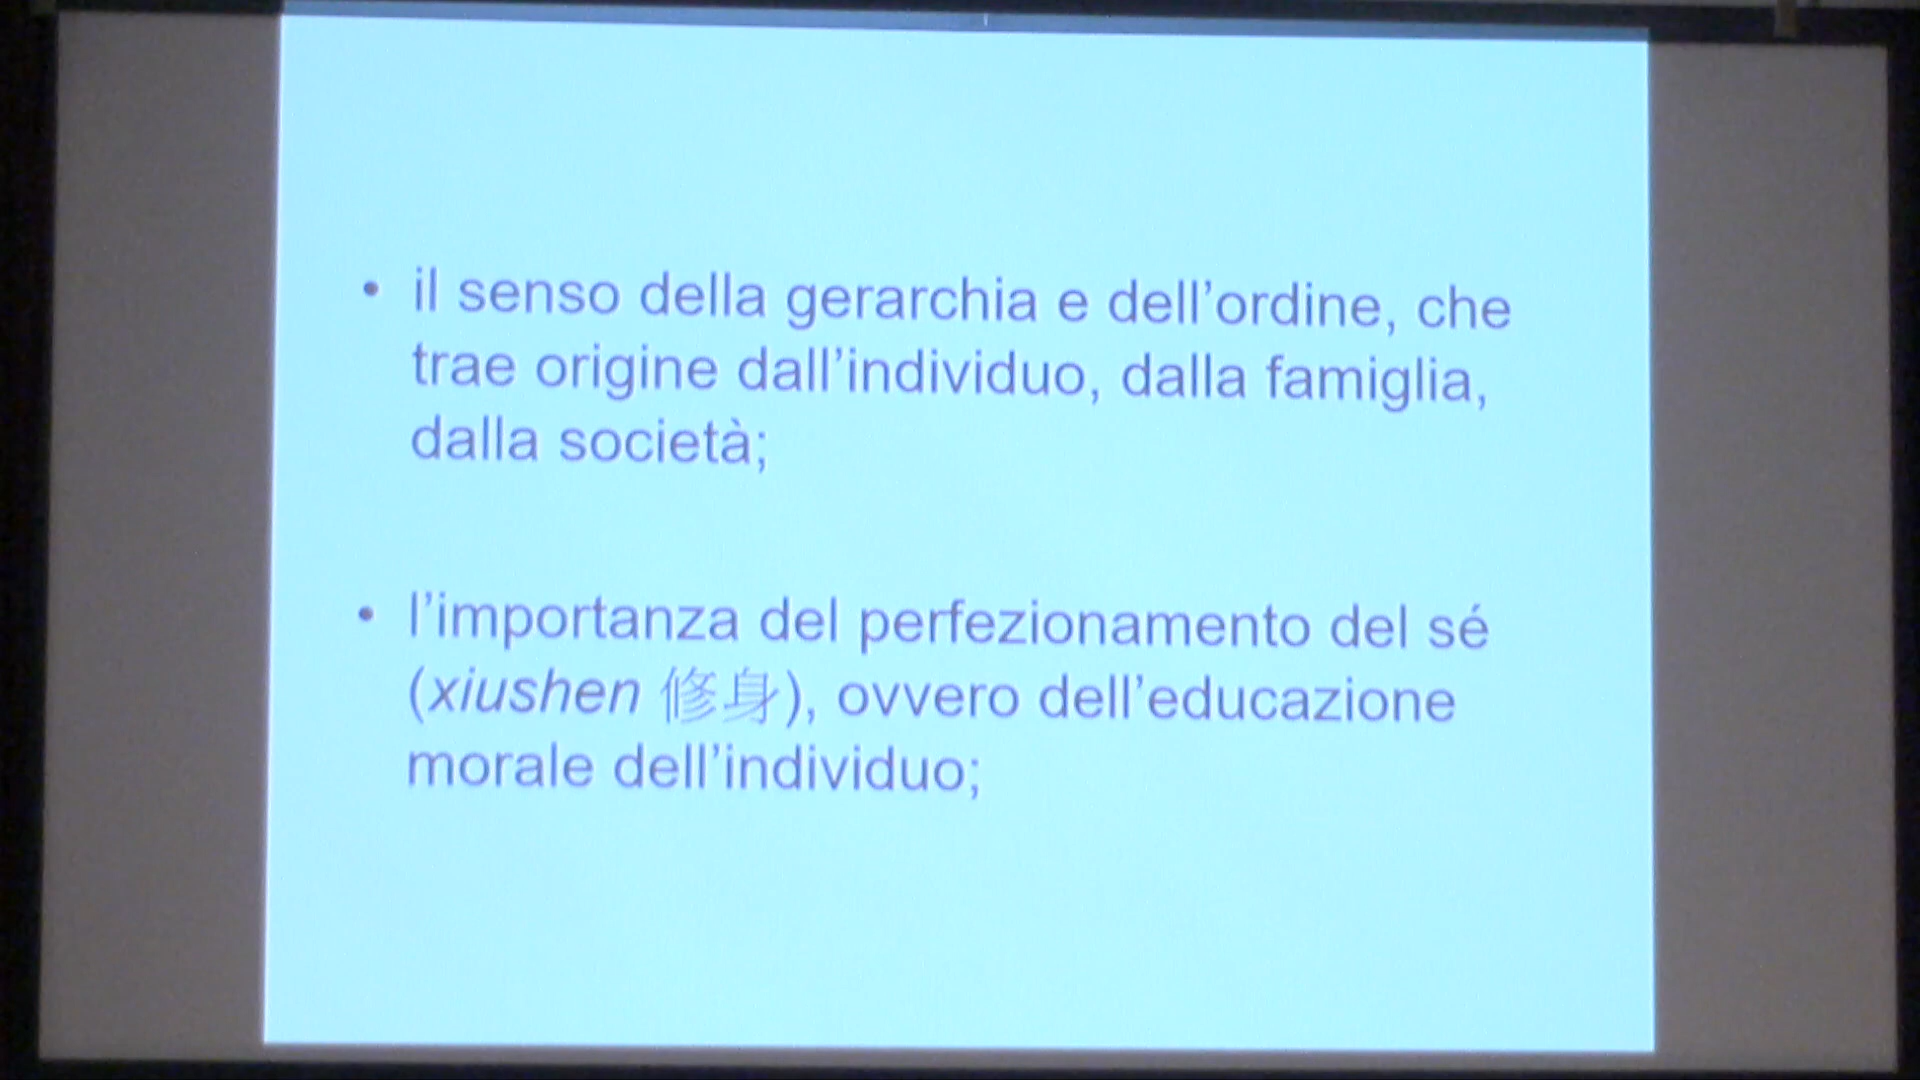 • il senso della gerarchia e dell’ordine, che
trae origine dall’individuo, dalla famiglia,
dalla società;
• l’importanza del perfezionamento del sé
(xiushen 修身), ovvero dell’educazione
morale dell’individuo;